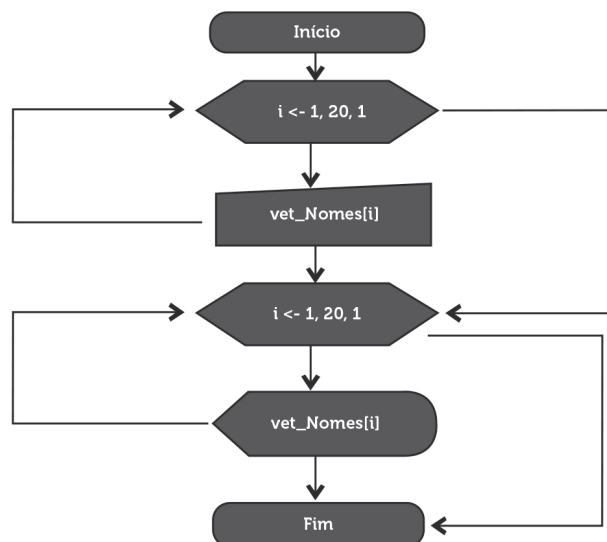 Início
i <- 1, 20, 1
vet_Nomes[i]
i <- 1, 20, 1
vet_Nomes[i]
Fim